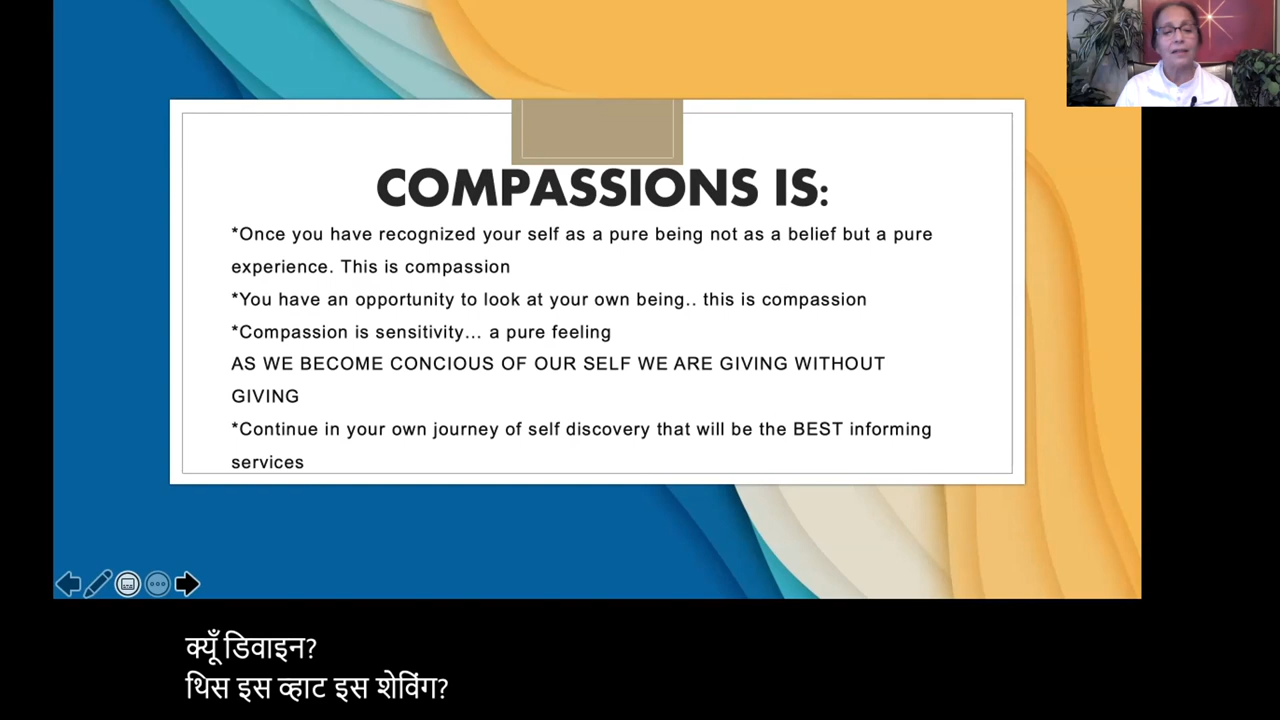 COMPASSIONS IS:
*Once you have recognized your self as a pure being not as a belief but a pure
experience. This is compassion
*You have an opportunity to look at your own being.. this is compassion
*Compassion is sensitivity... a pure feeling
AS WE BECOME CONCIOUS OF OUR SELF WE ARE GIVING WITHOUT
GIVING
*Continue in your own journey of self discovery that will be the BEST informing
services
क्यूँ डिवाइन?
थिस इस व्हाट इस शेविंग?